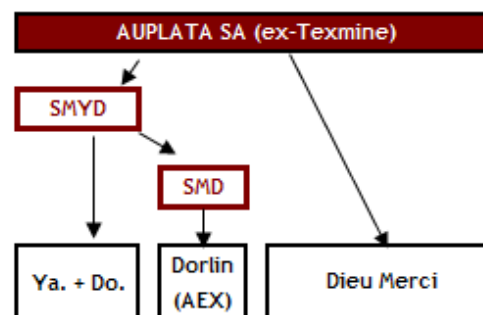 AUPLATA SA (ex-Texmine)
SMYD
SMD
Ya. + Do.
Dorlin
(AEX)
Dieu Merci